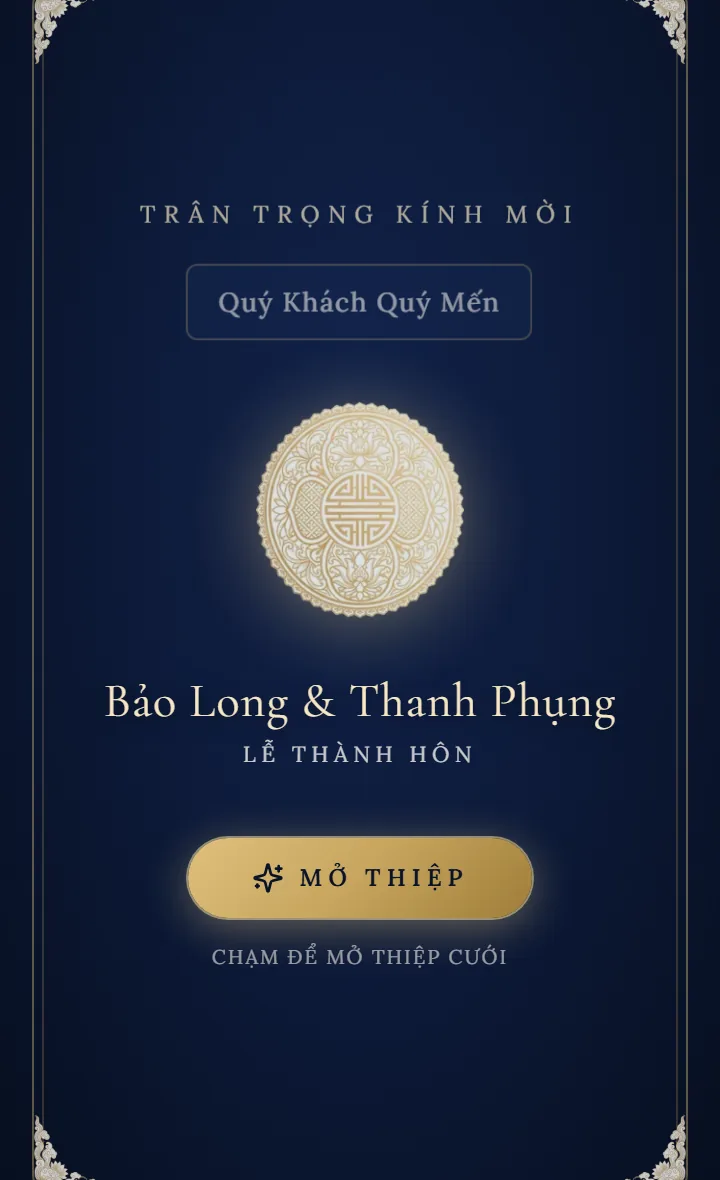 TRÂN TRỌNG KÍNH MỜI
Quý Khách Quý Mến
Bảo Long & Thanh Phụng
LỄ THÀNH HÔN
MỞ THIỆP
CHẠM ĐỂ MỞ THIỆP CƯỚI